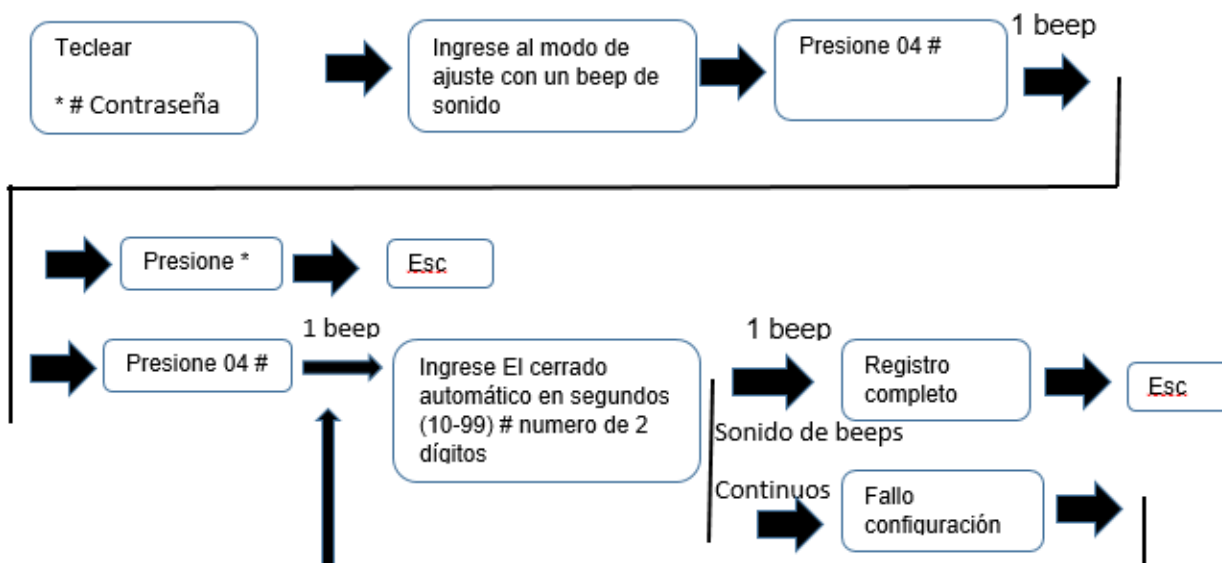 Teclear
* # Contraseña
Ingrese al modo de
ajuste con un beep de
sonido
Presione 04 #
1 beep
Presione *
Esc
Presione 04 #
1 beep
Ingrese El cerrado
automático en segundos
(10-99) # numero de 2
dígitos
1 beep
Registro
completo
Esc
Sonido de beeps
Continuos
Fallo
configuración